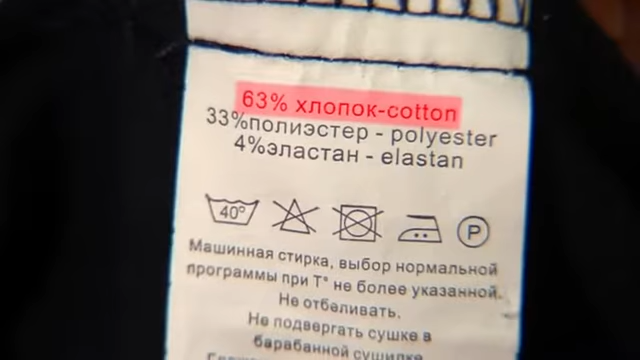 63% хлопок-cotton
33%полиэстер - polyester
4%эластан - elastan
40° P
Машинная стирка, выбор нормальной
программы при T° не более указанной.
Не отбеливать.
Не подвергать сушке в
барабанной сушилке